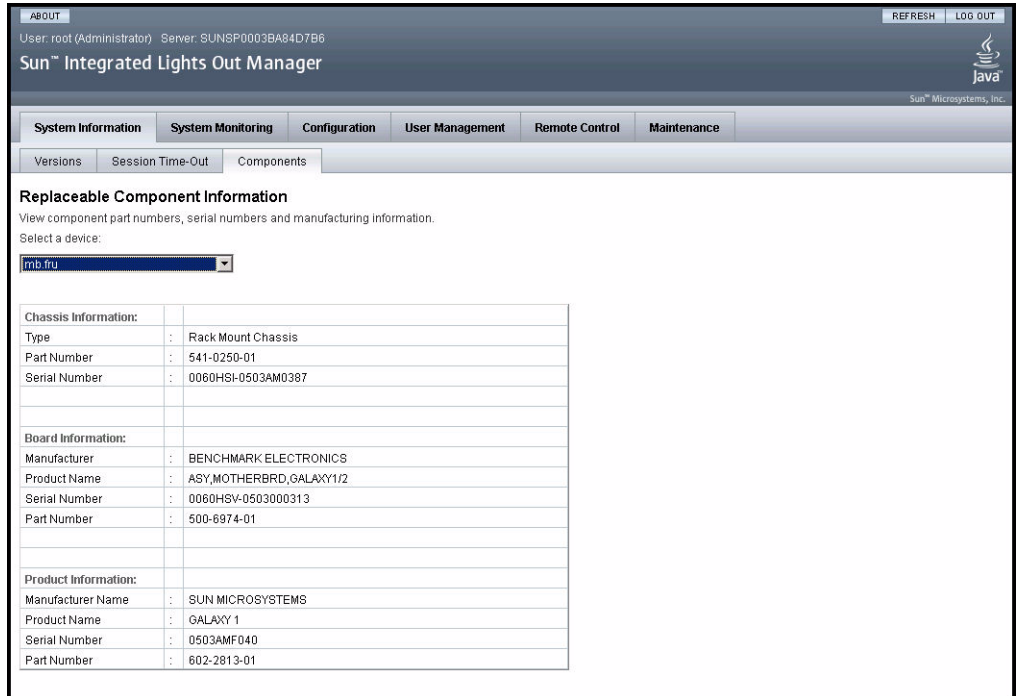 ABOUT REFRESH LOG OUT
User: root (Administrator) Server: SUNSP0003BA84D7B6
Sun™ Integrated Lights Out Manager
Java™
Sun™ Microsystems, Inc.
System Information System Monitoring Configuration User Management Remote Control Maintenance
Versions Session Time-Out Components
Replaceable Component Information
View component part numbers, serial numbers and manufacturing information.
Select a device:
mb.fru
Chassis Information:
Type : Rack Mount Chassis
Part Number : 541-0250-01
Serial Number : 0060HSI-0503AM0387
Board Information:
Manufacturer : BENCHMARK ELECTRONICS
Product Name : ASY,MOTHERBRD,GALAXY1/2
Serial Number : 0060HSV-0503000313
Part Number : 500-6974-01
Product Information:
Manufacturer Name : SUN MICROSYSTEMS
Product Name : GALAXY 1
Serial Number : 0503AMF040
Part Number : 602-2813-01